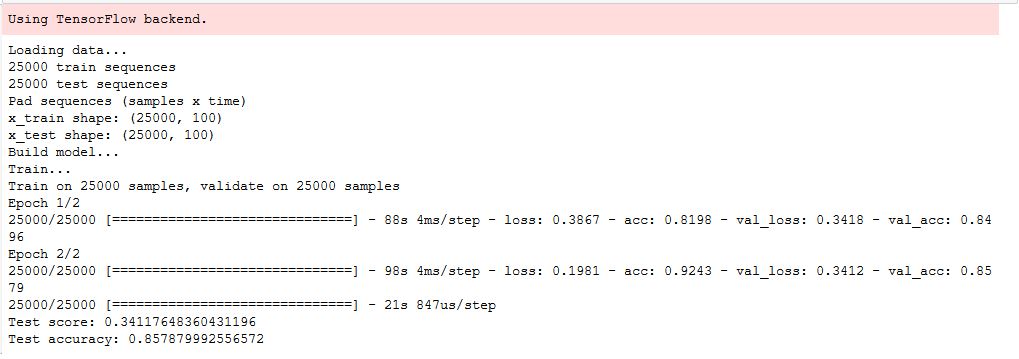 Using TensorFlow backend.
Loading data...
25000 train sequences
25000 test sequences
Pad sequences (samples x time)
x_train shape: (25000, 100)
x_test shape: (25000, 100)
Build model...
Train...
Train on 25000 samples, validate on 25000 samples
Epoch 1/2
25000/25000 [==============================] - 88s 4ms/step - loss: 0.3867 - acc: 0.8198 - val_loss: 0.3418 - val_acc: 0.84
96
Epoch 2/2
25000/25000 [==============================] - 98s 4ms/step - loss: 0.1981 - acc: 0.9243 - val_loss: 0.3412 - val_acc: 0.85
79
25000/25000 [==============================] - 21s 847us/step
Test score: 0.34117648360431196
Test accuracy: 0.857879992556572